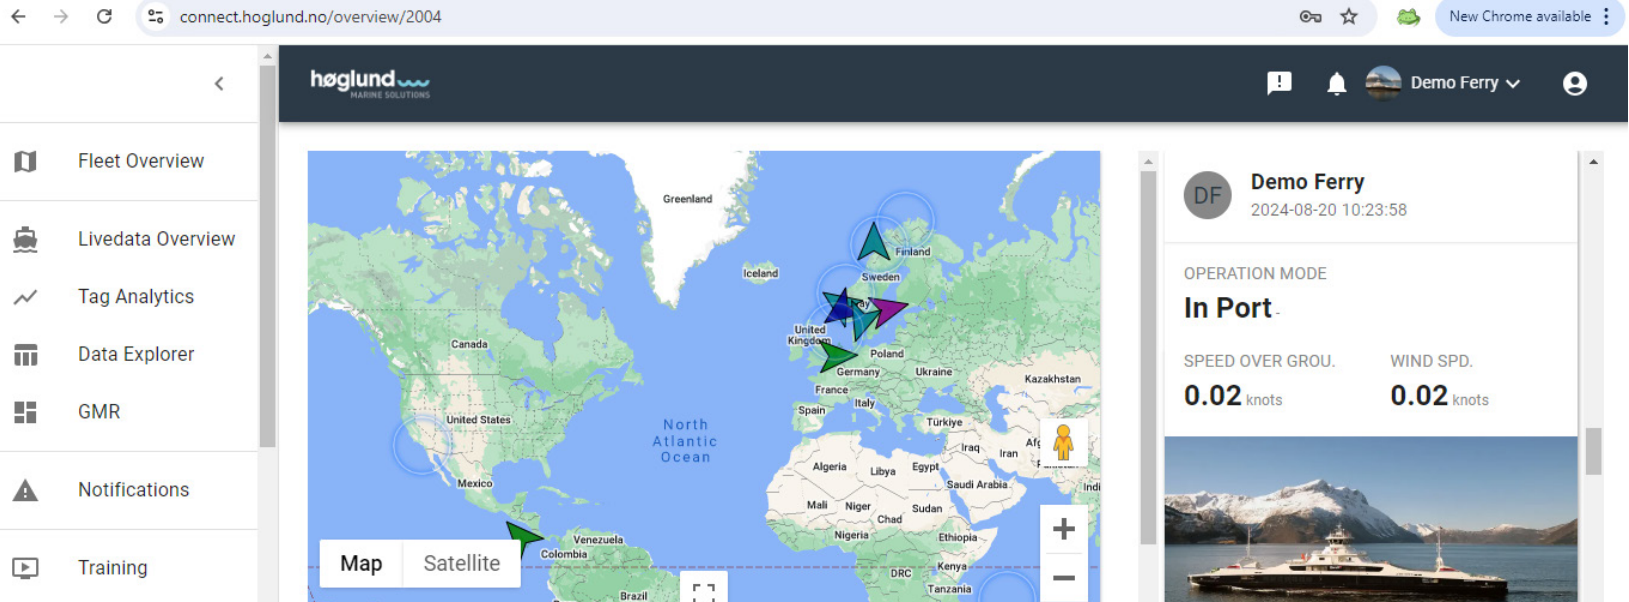 connect.hoglund.no/overview/2004
New Chrome available
høglund
MARINE SOLUTIONS
Demo Ferry
Fleet Overview
Livedata Overview
Tag Analytics
Data Explorer
GMR
Notifications
Training
Greenland
Iceland
Finland
Sweden
United
Kingdom
Poland
Germany
Ukraine
Kazakhstan
France
Italy
Spain
Türkiye
Canada
United States
North
Atlantic
Ocean
Mexico
Iraq
Iran
Algeria
Libya
Egypt
Saudi Arabia
Mali
Niger
Sudan
Chad
Nigeria
Ethiopia
Venezuela
Colombia
DRC
Kenya
Tanzania
Brazil
Map
Satellite
DF
Demo Ferry
2024-08-20 10:23:58
OPERATION MODE
In Port -
SPEED OVER GROU. WIND SPD.
0.02 knots 0.02 knots